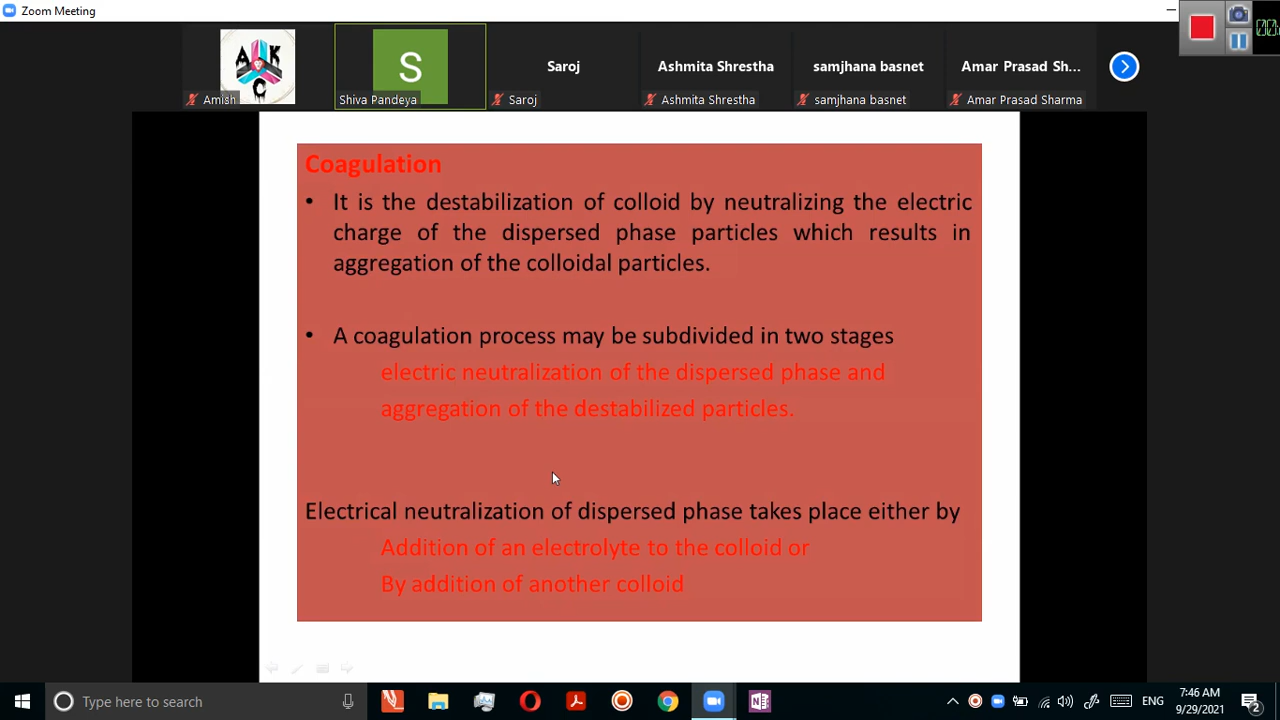 Zoom Meeting
A K C
S
Saroj
Ashmita Shrestha
samjhana basnet
Amar Prasad Sh...
Amish
Shiva Pandeya
Saroj
Ashmita Shrestha
samjhana basnet
Amar Prasad Sharma
Coagulation
• It is the destabilization of colloid by neutralizing the electric
charge of the dispersed phase particles which results in
aggregation of the colloidal particles.
• A coagulation process may be subdivided in two stages
electric neutralization of the dispersed phase and
aggregation of the destabilized particles.
Electrical neutralization of dispersed phase takes place either by
Addition of an electrolyte to the colloid or
By addition of another colloid
Type here to search
ENG
7:46 AM
9/29/2021
2